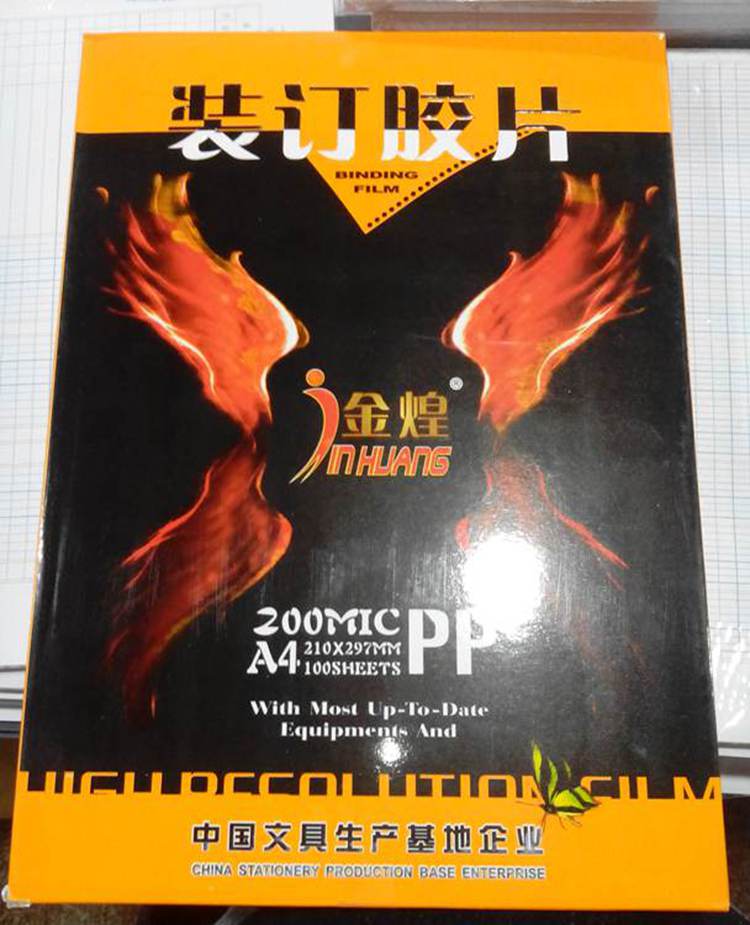 装订胶片
BINDING
FILM
金煌
®
JINHUANG
200MIC
PP
A4
210X297MM
100SHEETS
With Most Up-To-Date
Equipments And
HIGH RESOLUTION FILM
中国文具生产基地企业
CHINA STATIONERY PRODUCTION BASE ENTERPRISE